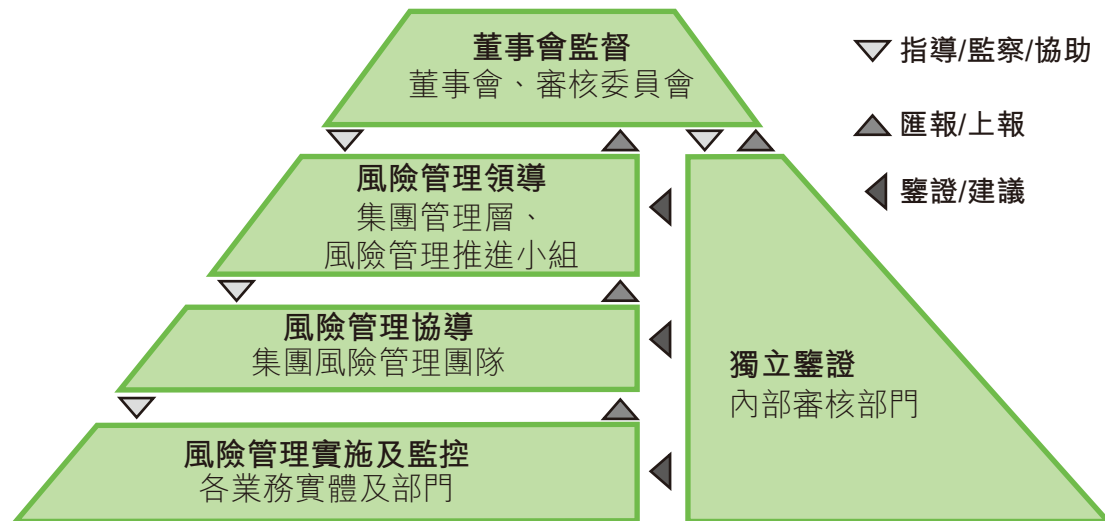 董事會監督
董事會、審核委員會
指導/監察/協助
匯報/上報
鑒證/建議
風險管理領導
集團管理層、
風險管理推進小組
風險管理協導
集團風險管理團隊
獨立鑒證
內部審核部門
風險管理實施及監控
各業務實體及部門